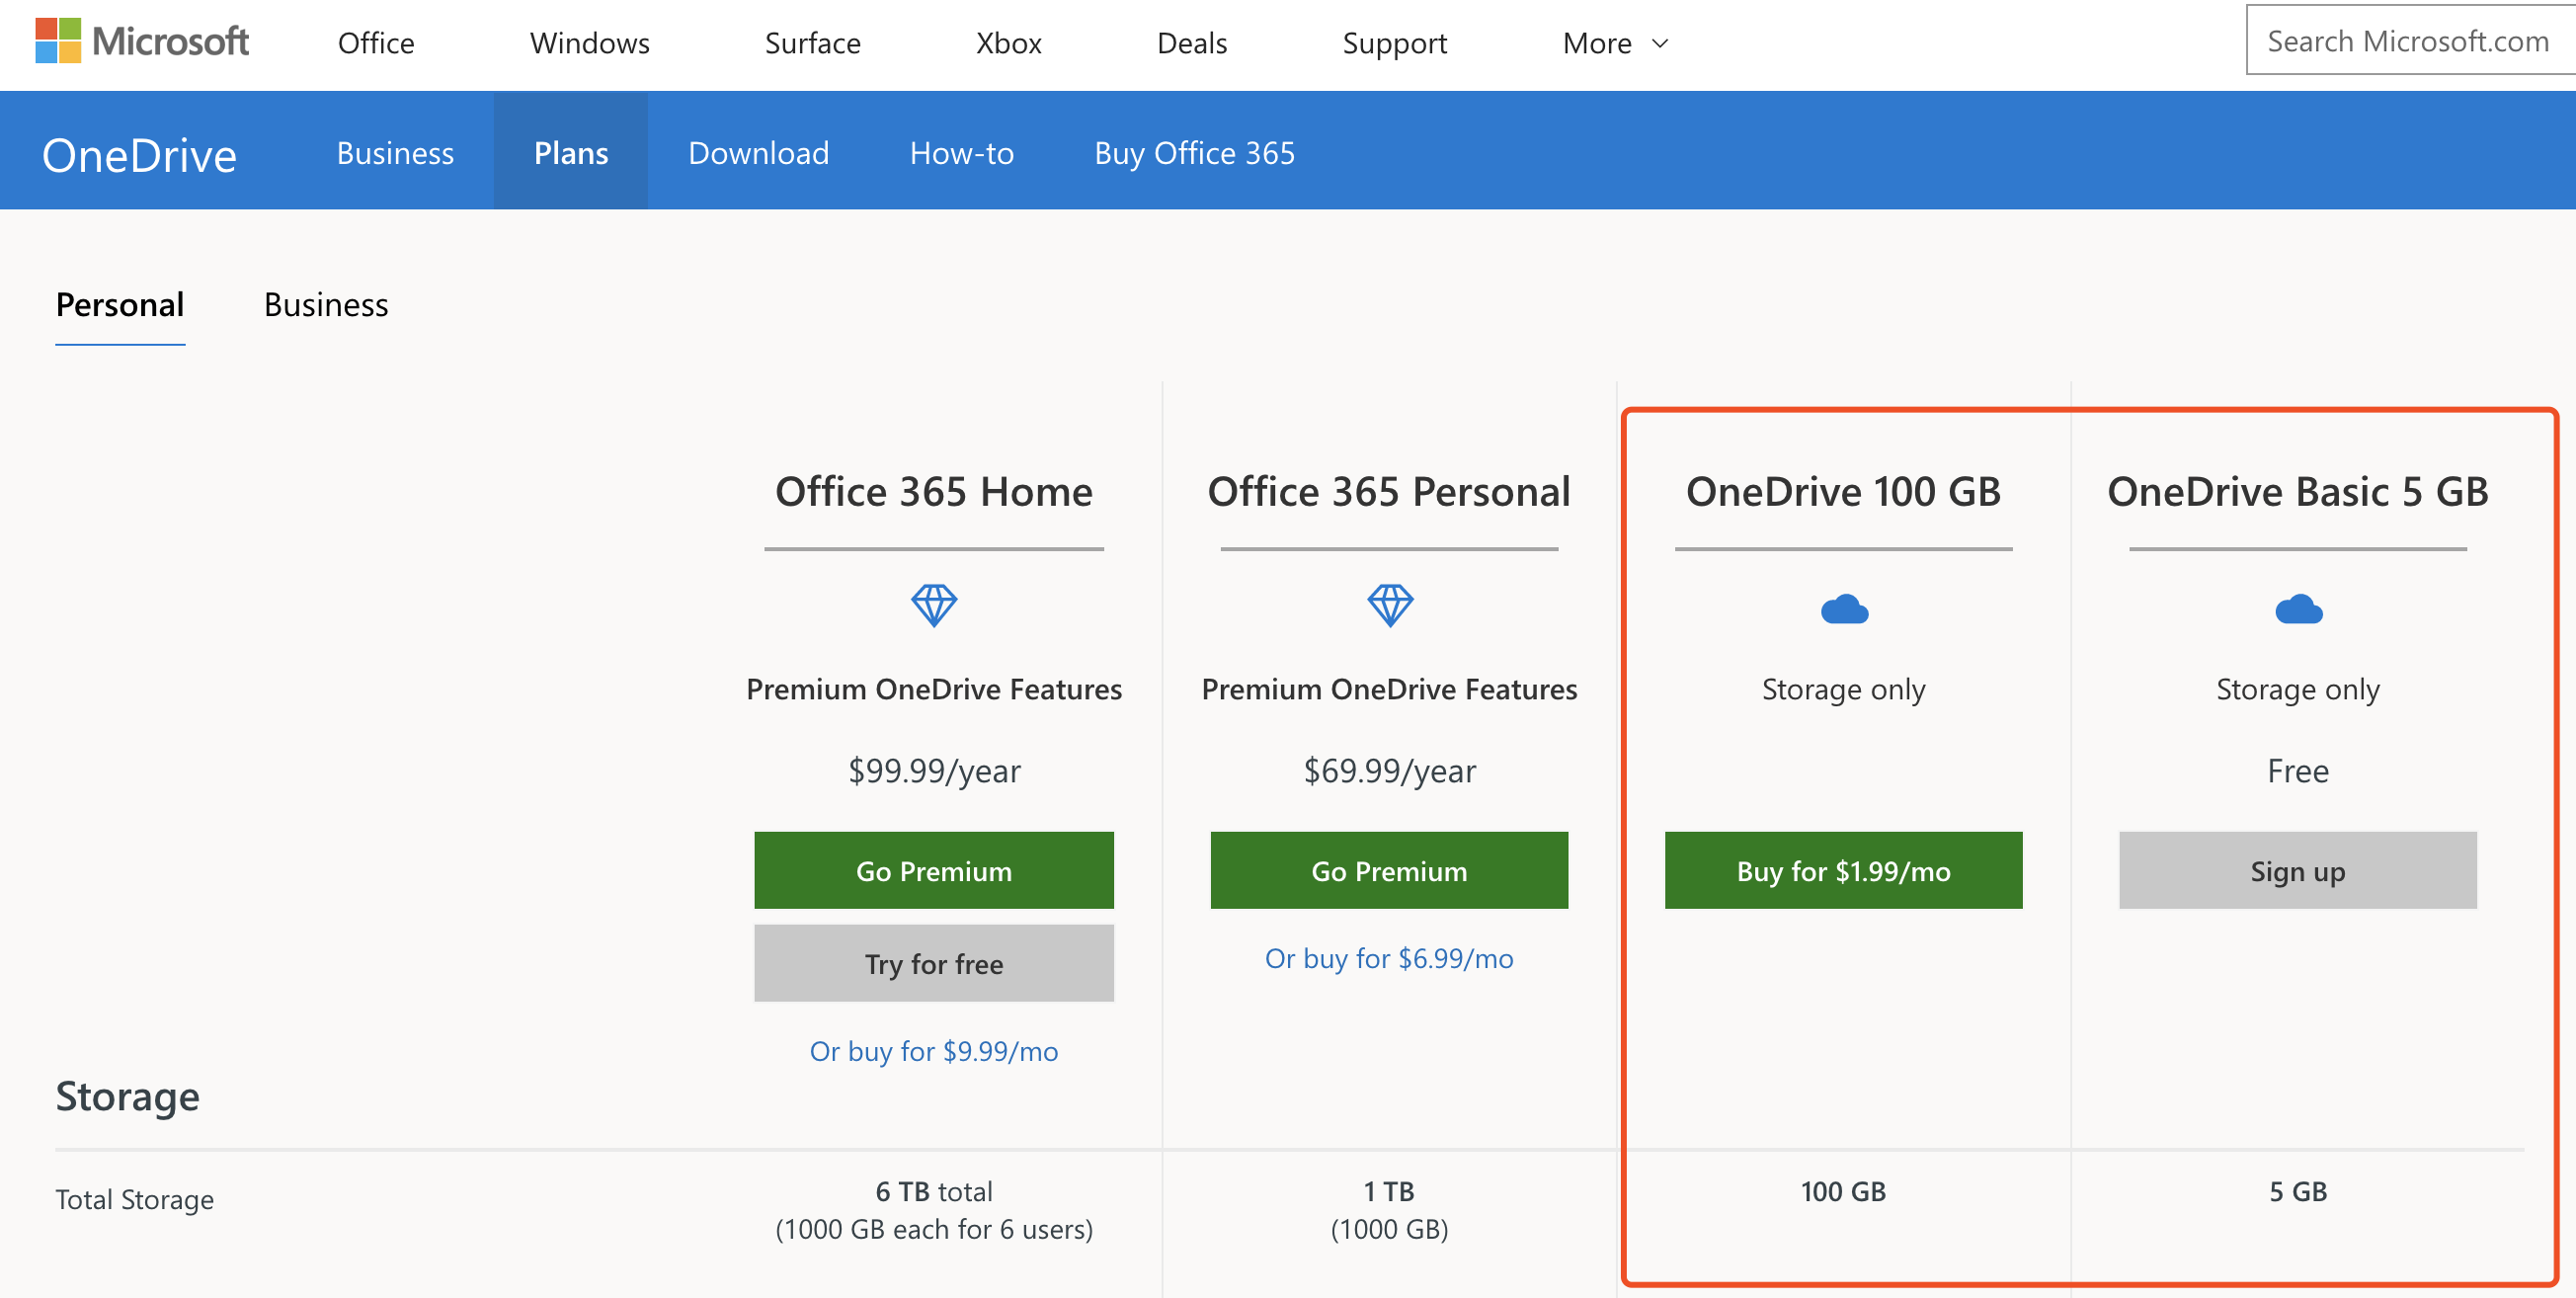 Microsoft Office Windows Surface Xbox Deals Support More Search Microsoft.com
OneDrive Business Plans Download How-to Buy Office 365
Personal Business
Office 365 Home Office 365 Personal OneDrive 100 GB OneDrive Basic 5 GB
Premium OneDrive Features Premium OneDrive Features Storage only Storage only
$99.99/year $69.99/year Free
Go Premium Go Premium Buy for $1.99/mo Sign up
Try for free Or buy for $6.99/mo
Or buy for $9.99/mo
Storage
Total Storage 6 TB total 1 TB 100 GB 5 GB
(1000 GB each for 6 users) (1000 GB)